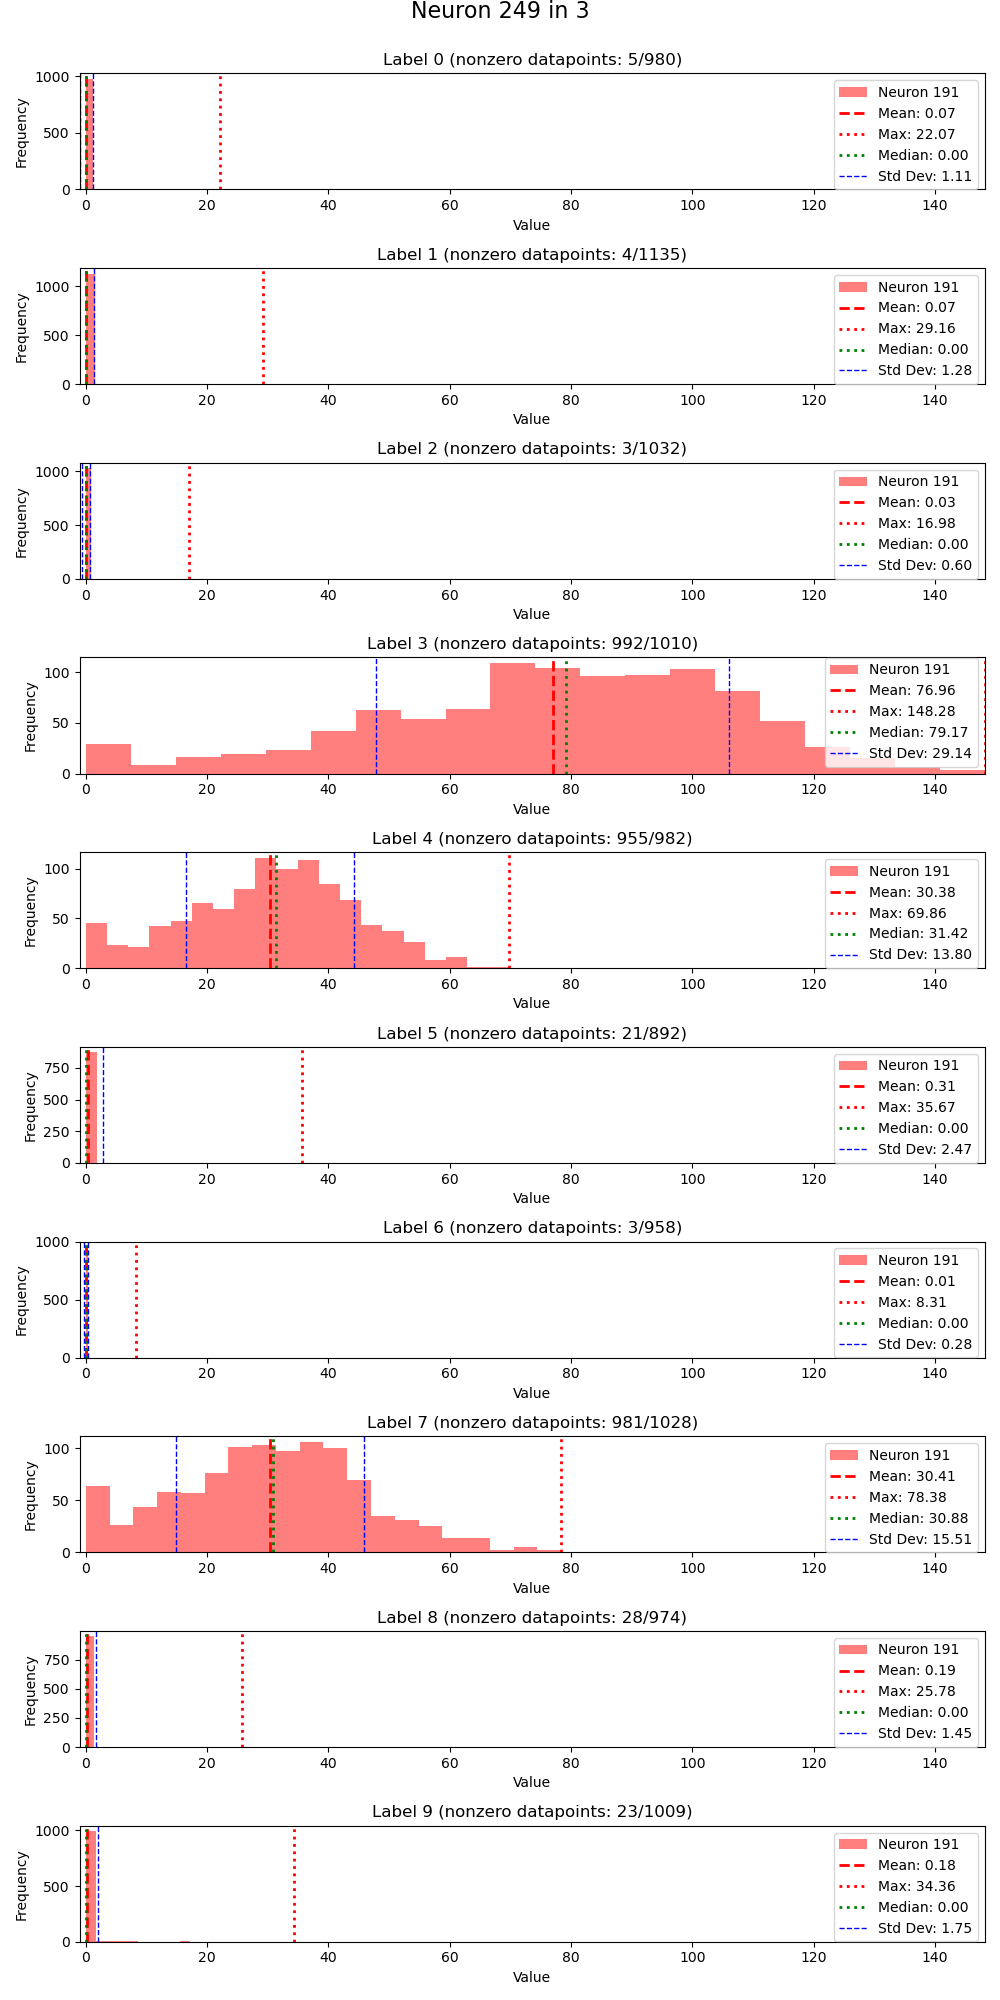 Neuron 249 in 3
Label 0 (nonzero datapoints: 5/980)
Frequency
1000
500
0
Neuron 191
Mean: 0.07
Max: 22.07
Median: 0.00
Std Dev: 1.11
0 20 40 60 80 100 120 140
Value
Label 1 (nonzero datapoints: 4/1135)
Frequency
1000
500
0
Neuron 191
Mean: 0.07
Max: 29.16
Median: 0.00
Std Dev: 1.28
0 20 40 60 80 100 120 140
Value
Label 2 (nonzero datapoints: 3/1032)
Frequency
1000
500
0
Neuron 191
Mean: 0.03
Max: 16.98
Median: 0.00
Std Dev: 0.60
0 20 40 60 80 100 120 140
Value
Label 3 (nonzero datapoints: 992/1010)
Frequency
100
50
0
Neuron 191
Mean: 76.96
Max: 148.28
Median: 79.17
Std Dev: 29.14
0 20 40 60 80 100 120 140
Value
Label 4 (nonzero datapoints: 955/982)
Frequency
100
50
0
Neuron 191
Mean: 30.38
Max: 69.86
Median: 31.42
Std Dev: 13.80
0 20 40 60 80 100 120 140
Value
Label 5 (nonzero datapoints: 21/892)
Frequency
750
500
250
0
Neuron 191
Mean: 0.31
Max: 35.67
Median: 0.00
Std Dev: 2.47
0 20 40 60 80 100 120 140
Value
Label 6 (nonzero datapoints: 3/958)
Frequency
1000
500
0
Neuron 191
Mean: 0.01
Max: 8.31
Median: 0.00
Std Dev: 0.28
0 20 40 60 80 100 120 140
Value
Label 7 (nonzero datapoints: 981/1028)
Frequency
100
50
0
Neuron 191
Mean: 30.41
Max: 78.38
Median: 30.88
Std Dev: 15.51
0 20 40 60 80 100 120 140
Value
Label 8 (nonzero datapoints: 28/974)
Frequency
750
500
250
0
Neuron 191
Mean: 0.19
Max: 25.78
Median: 0.00
Std Dev: 1.45
0 20 40 60 80 100 120 140
Value
Label 9 (nonzero datapoints: 23/1009)
Frequency
1000
500
0
Neuron 191
Mean: 0.18
Max: 34.36
Median: 0.00
Std Dev: 1.75
0 20 40 60 80 100 120 140
Value